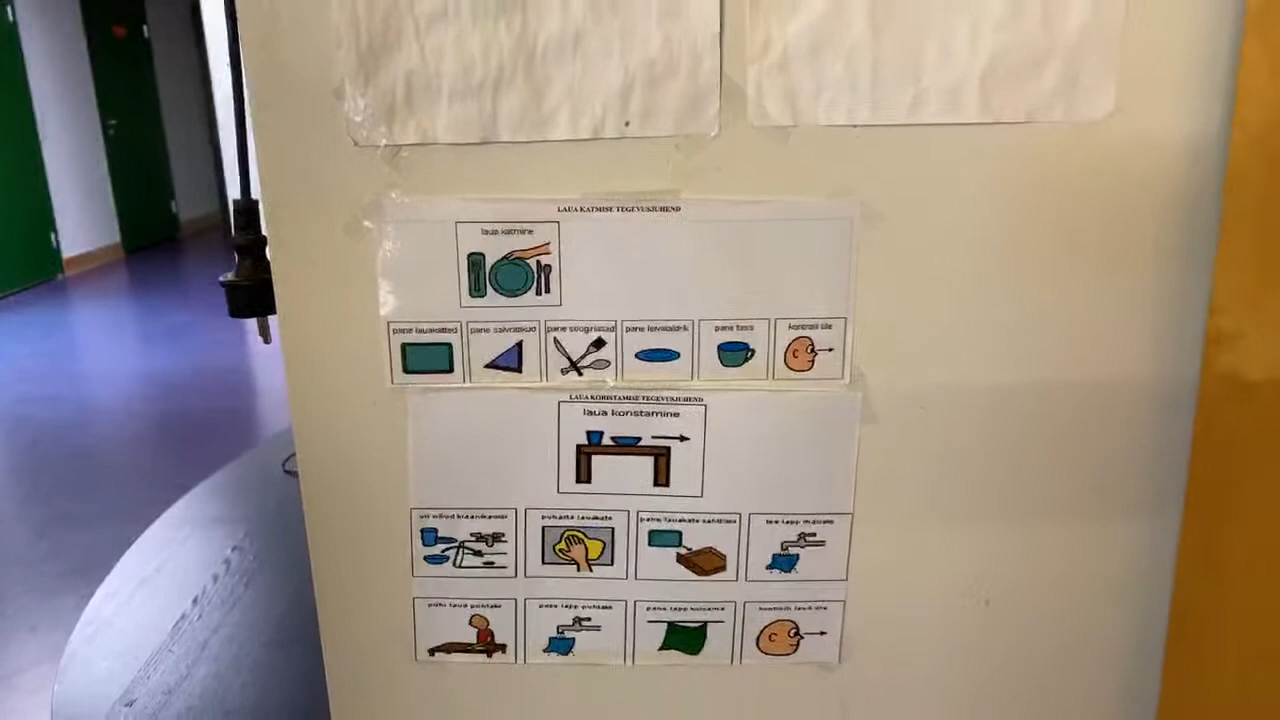 LAUA KATMISE TEGEVUSJUHEND
laua katmine
pane lauakatted
pane salvrätikud
pane söögiriistad
pane leivataldrik
pane tass
kontrolli üle
LAUA KORISTAMISE TEGEVUSJUHEND
laua koristamine
vii nõud kraanikaussi
puhasta lauakate
pane lauakate sahtlisse
tee lapp märjaks
pühi laud puhtaks
pese lapp puhtaks
pane lapp kuivama
kontrolli laud üle